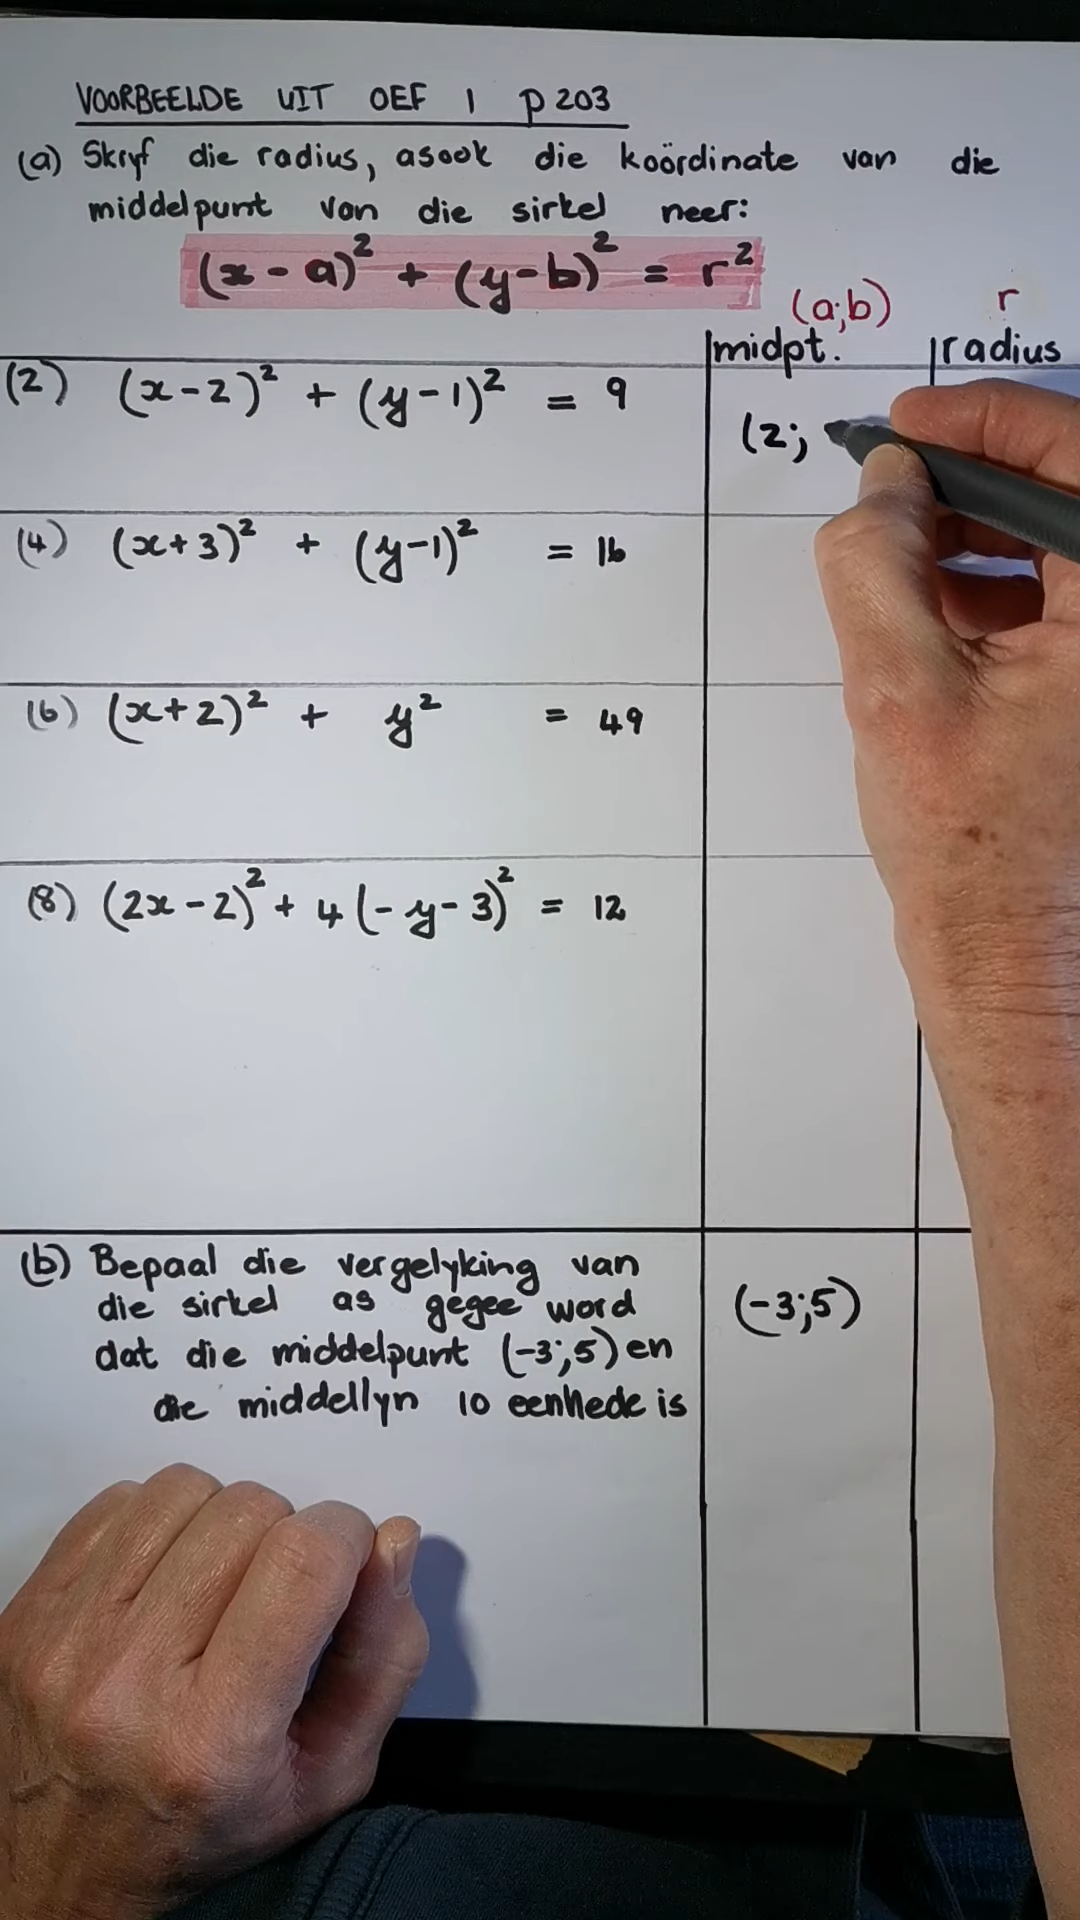 VOORBEELDE UIT OEF 1 p 203
(a) Skryf die radius, asook die koördinate van die
middelpunt van die sirkel neer:
(x - a)² + (y - b)² = r²
(a;b) r
midpt. radius
(2) (x - 2)² + (y - 1)² = 9
(2;
(4) (x + 3)² + (y - 1)² = 16
(6) (x + 2)² + y² = 49
(8) (2x - 2)² + 4(-y - 3)² = 12
(b) Bepaal die vergelyking van
die sirkel as gegee word
dat die middelpunt (-3;5) en
die middellyn 10 eenhede is
(-3;5)